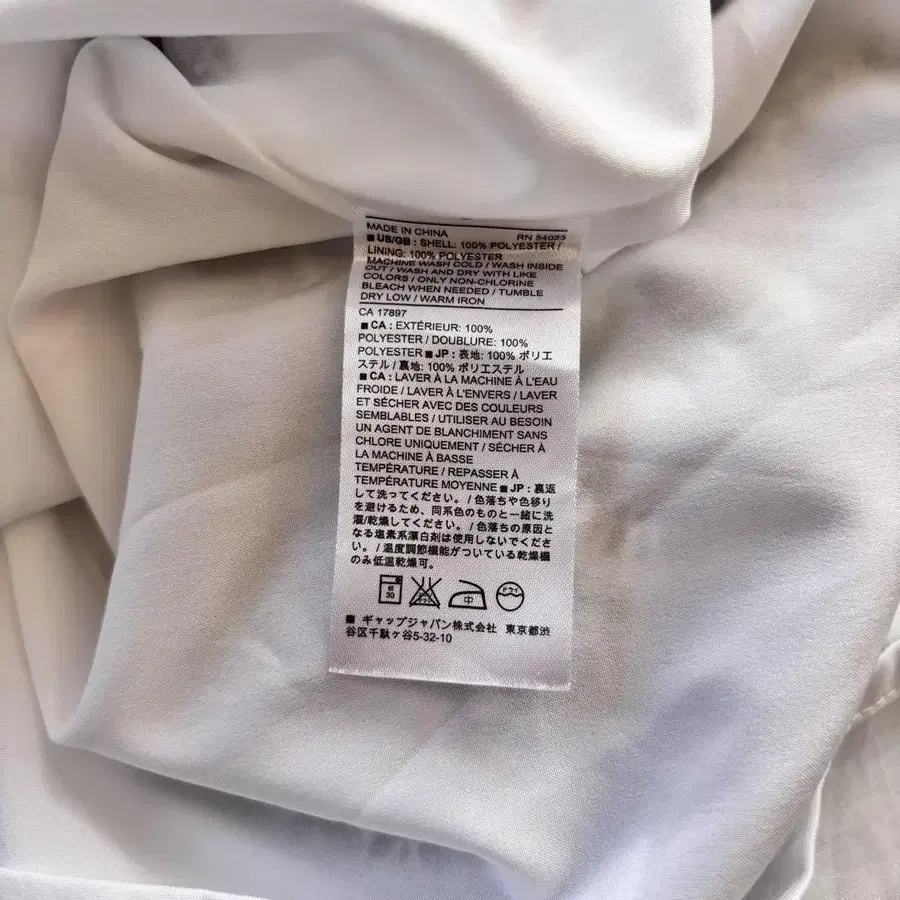 MADE IN CHINA RN 54023
■ US/GB : SHELL: 100% POLYESTER /
LINING: 100% POLYESTER
MACHINE WASH COLD / WASH INSIDE
OUT / WASH AND DRY WITH LIKE
COLORS / ONLY NON-CHLORINE
BLEACH WHEN NEEDED / TUMBLE
DRY LOW / WARM IRON
CA 17897
■ CA : EXTÉRIEUR: 100%
POLYESTER / DOUBLURE: 100%
POLYESTER ■ JP : 表地: 100% ポリエ
ステル / 裏地: 100% ポリエステル
■ CA : LAVER À LA MACHINE À L'EAU
FROIDE / LAVER À L'ENVERS / LAVER
ET SÉCHER AVEC DES COULEURS
SEMBLABLES / UTILISER AU BESOIN
UN AGENT DE BLANCHIMENT SANS
CHLORE UNIQUEMENT / SÉCHER À
LA MACHINE À BASSE
TEMPÉRATURE / REPASSER À
TEMPÉRATURE MOYENNE ■ JP : 裏返
して洗ってください。 / 色落ちや色移り
を避けるため、同系色のものと一緒に洗
濯/乾燥してください。 / 色落ちの原因と
なる塩素系漂白剤は使用しないでくださ
い。 / 温度調節機能がついている乾燥機
のみ低温乾燥可。
30 中 ドライ
■ ギャップジャパン株式会社 東京都渋
谷区千駄ヶ谷5-32-10